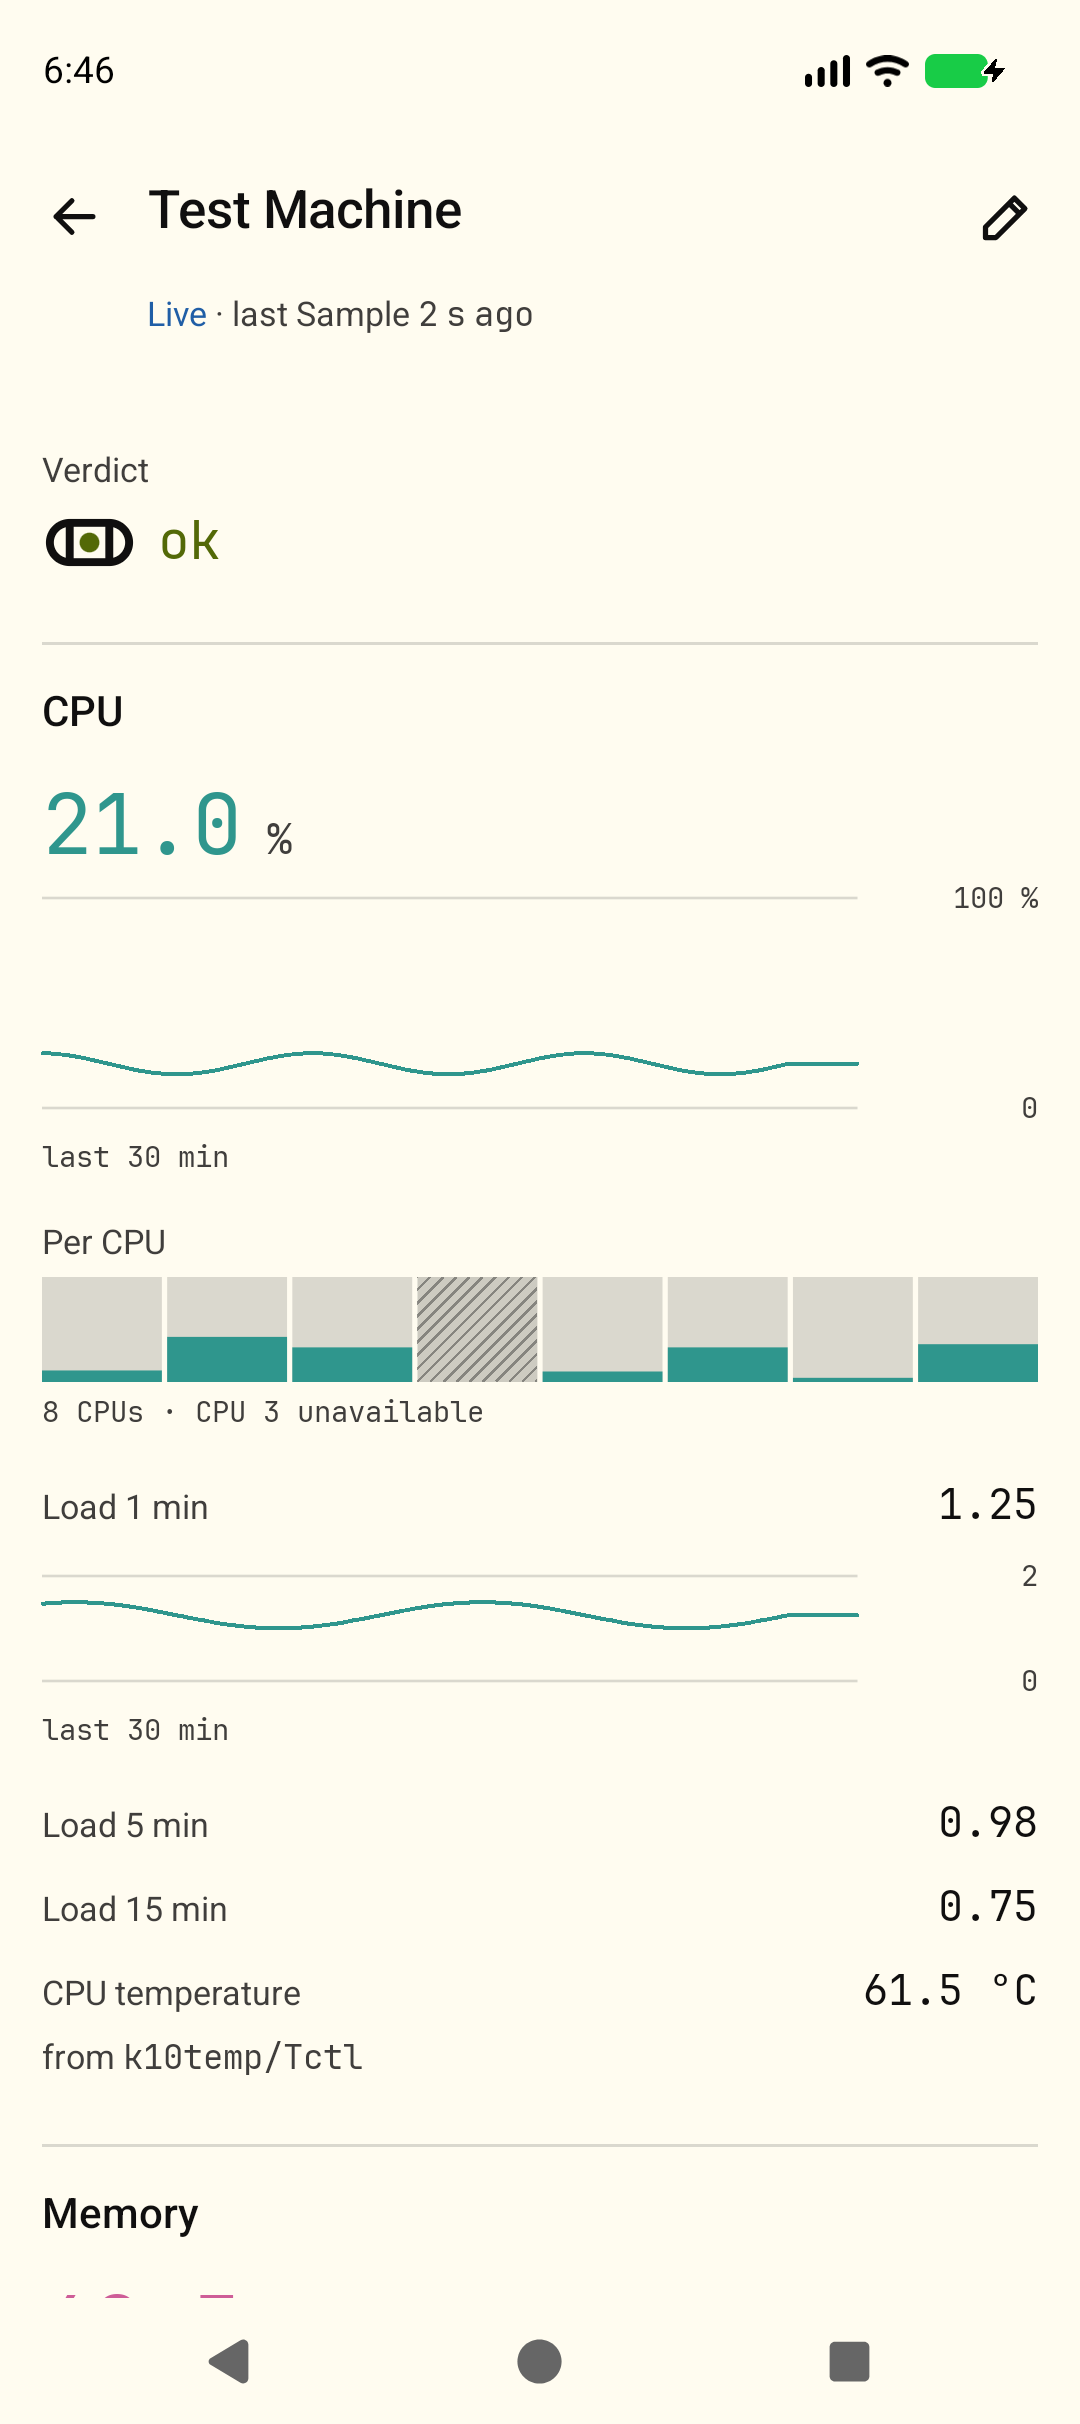 6:46
Test Machine
Live · last Sample 2 s ago
Verdict
ok
CPU
21.0 %
100 %
0
last 30 min
Per CPU
8 CPUs · CPU 3 unavailable
Load 1 min 1.25
2
0
last 30 min
Load 5 min 0.98
Load 15 min 0.75
CPU temperature 61.5 °C
from k10temp/Tctl
Memory